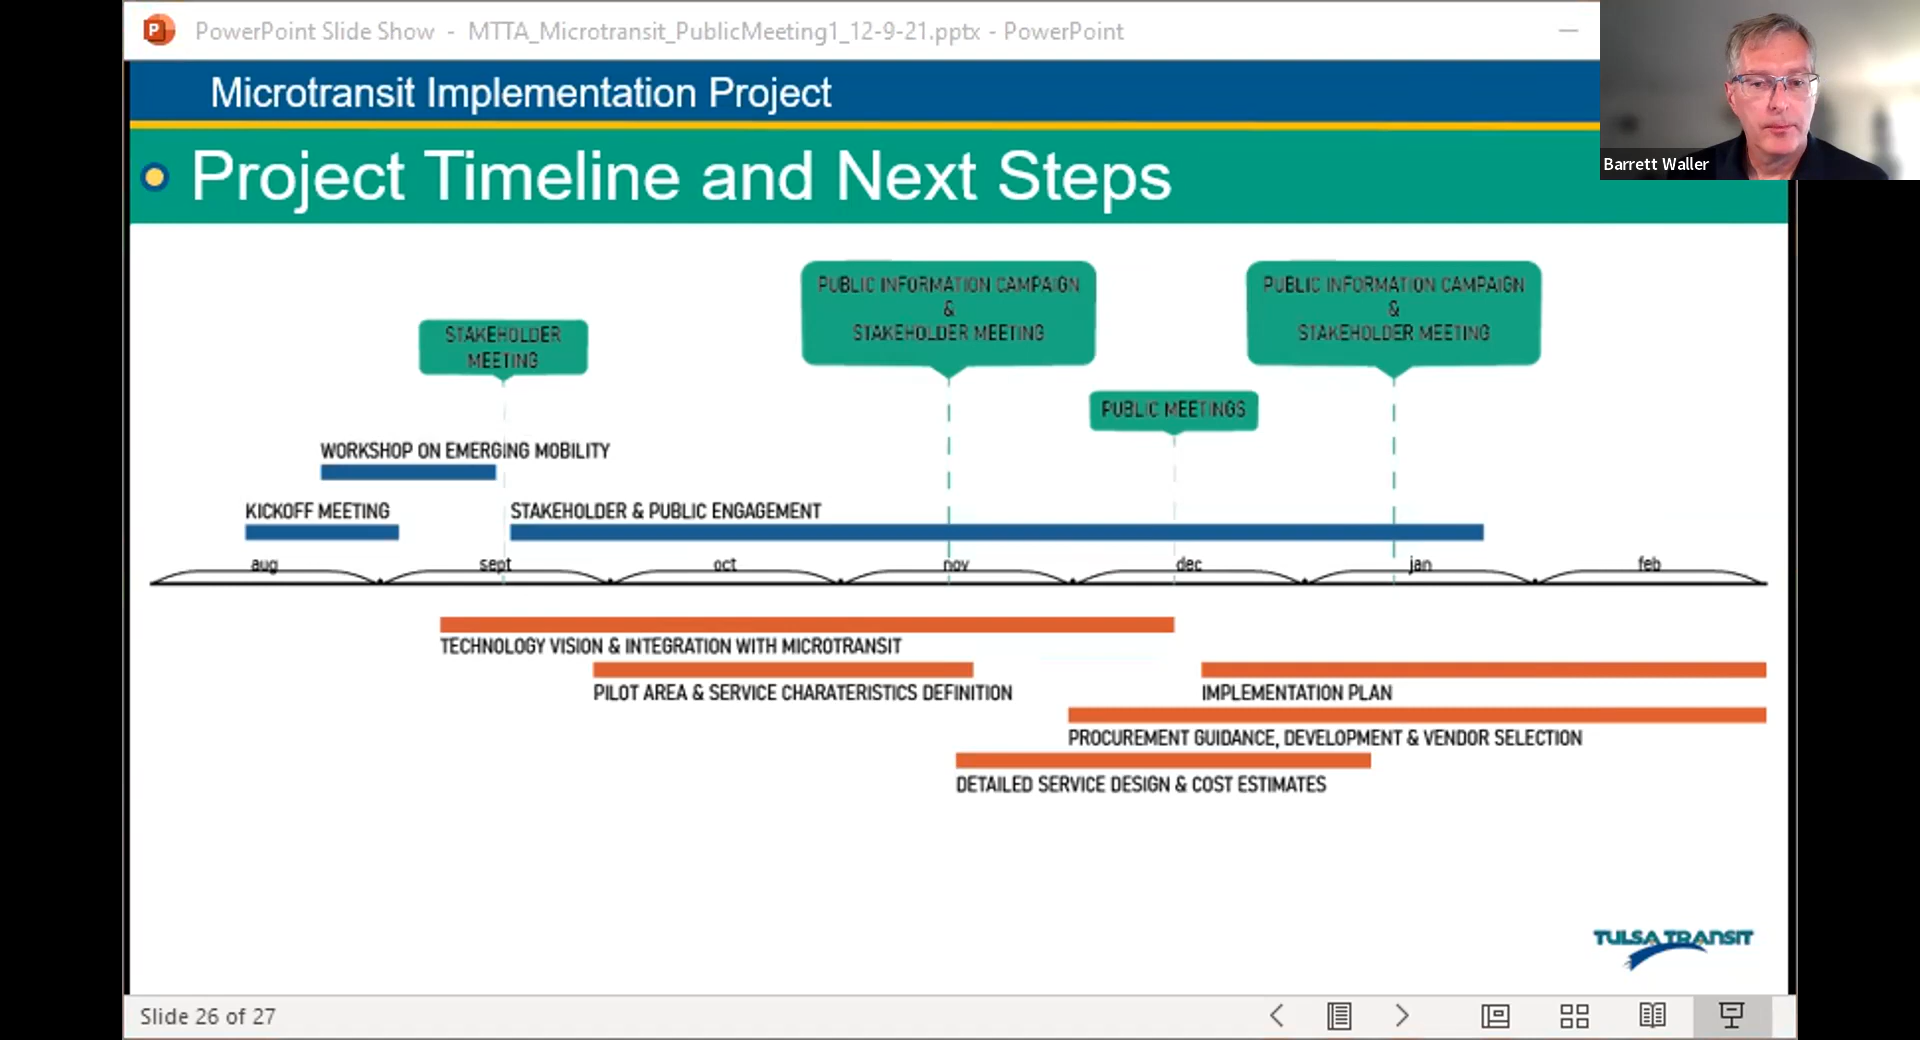 PowerPoint Slide Show - MTTA_Microtransit_PublicMeeting1_12-9-21.pptx - PowerPoint
Microtransit Implementation Project
Barrett Waller
Project Timeline and Next Steps
PUBLIC INFORMATION CAMPAIGN
&
STAKEHOLDER MEETING
PUBLIC INFORMATION CAMPAIGN
&
STAKEHOLDER MEETING
STAKEHOLDER
MEETING
PUBLIC MEETINGS
WORKSHOP ON EMERGING MOBILITY
KICKOFF MEETING
STAKEHOLDER & PUBLIC ENGAGEMENT
aug sept oct nov dec jan feb
TECHNOLOGY VISION & INTEGRATION WITH MICROTRANSIT
PILOT AREA & SERVICE CHARATERISTICS DEFINITION
IMPLEMENTATION PLAN
PROCUREMENT GUIDANCE, DEVELOPMENT & VENDOR SELECTION
DETAILED SERVICE DESIGN & COST ESTIMATES
TULSA TRANSIT
Slide 26 of 27